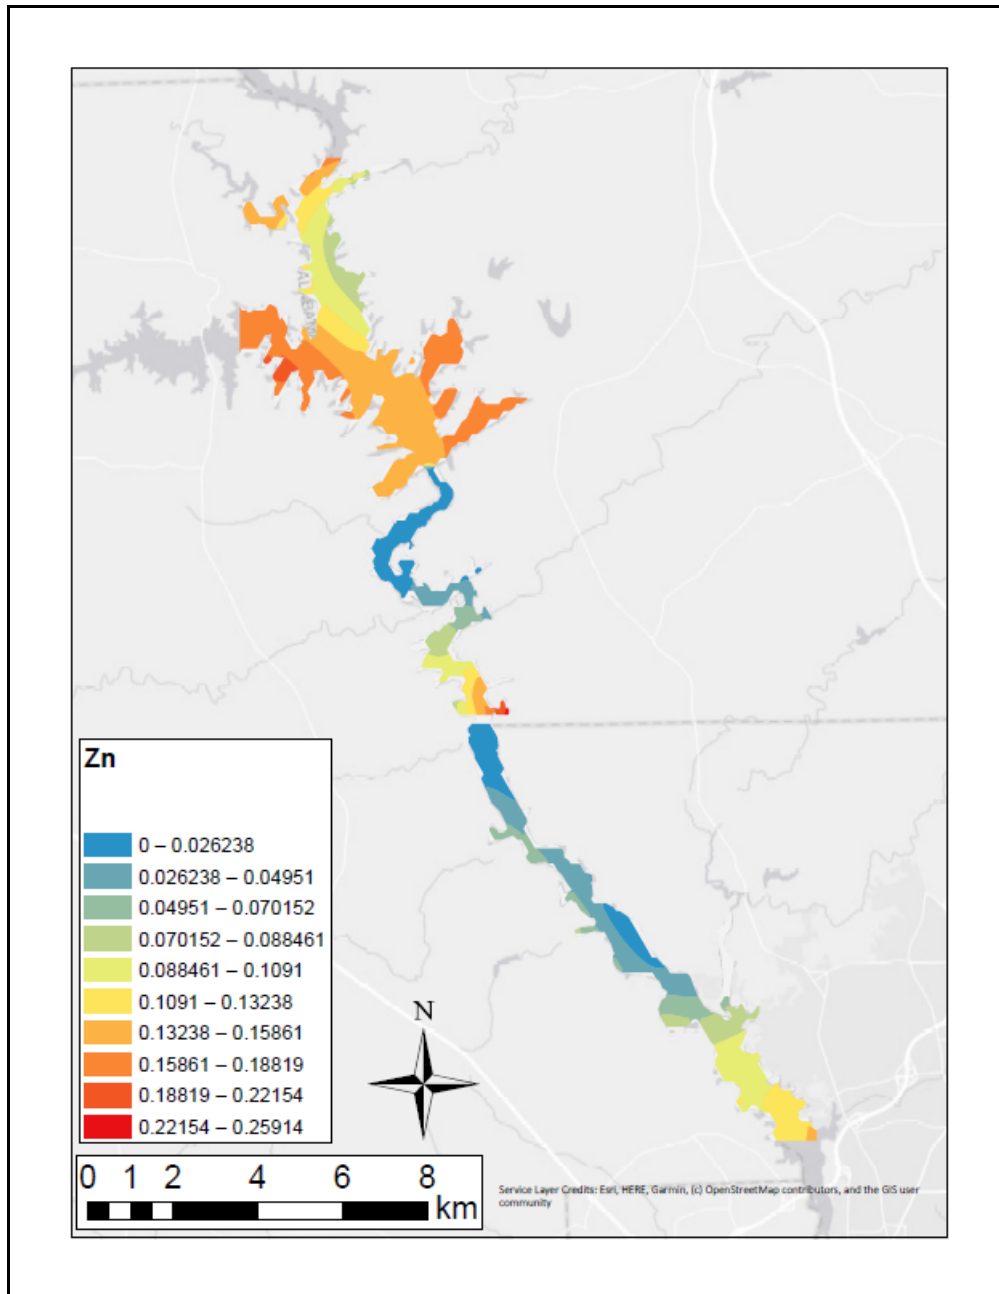 ALABAMA
Zn
0 – 0.026238
0.026238 – 0.04951
0.04951 – 0.070152
0.070152 – 0.088461
0.088461 – 0.1091
0.1091 – 0.13238
0.13238 – 0.15861
0.15861 – 0.18819
0.18819 – 0.22154
0.22154 – 0.25914
N
0 1 2 4 6 8
km
Service Layer Credits: Esri, HERE, Garmin, (c) OpenStreetMap contributors, and the GIS user
community